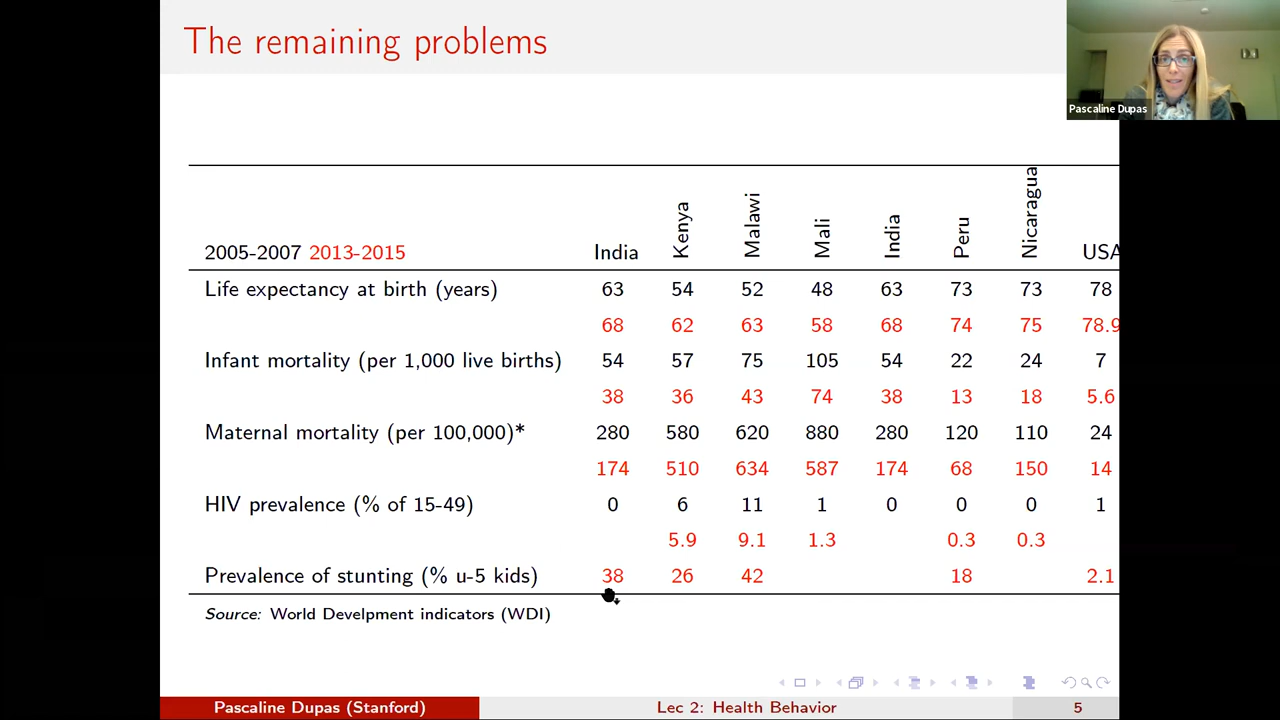 The remaining problems
Pascaline Dupas
2005-2007 2013-2015 India Kenya Malawi Mali India Peru Nicaragua USA
Life expectancy at birth (years) 63 54 52 48 63 73 73 78
68 62 63 58 68 74 75 78.9
Infant mortality (per 1,000 live births) 54 57 75 105 54 22 24 7
38 36 43 74 38 13 18 5.6
Maternal mortality (per 100,000)* 280 580 620 880 280 120 110 24
174 510 634 587 174 68 150 14
HIV prevalence (% of 15-49) 0 6 11 1 0 0 0 1
5.9 9.1 1.3 0.3 0.3
Prevalence of stunting (% u-5 kids) 38 26 42 18 2.1
Source: World Develpment indicators (WDI)
Pascaline Dupas (Stanford) Lec 2: Health Behavior 5